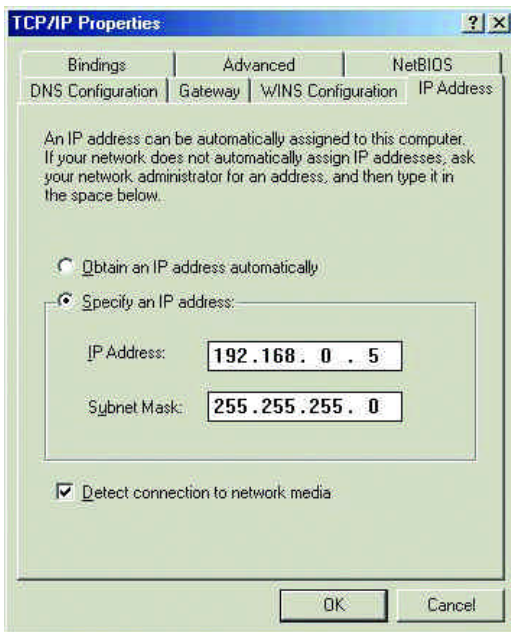 TCP/IP Properties
Bindings Advanced NetBIOS
DNS Configuration Gateway WINS Configuration IP Address
An IP address can be automatically assigned to this computer.
If your network does not automatically assign IP addresses, ask
your network administrator for an address, and then type it in
the space below.
Obtain an IP address automatically
Specify an IP address:
IP Address: 192.168. 0 . 5
Subnet Mask: 255.255.255. 0
Detect connection to network media
OK Cancel